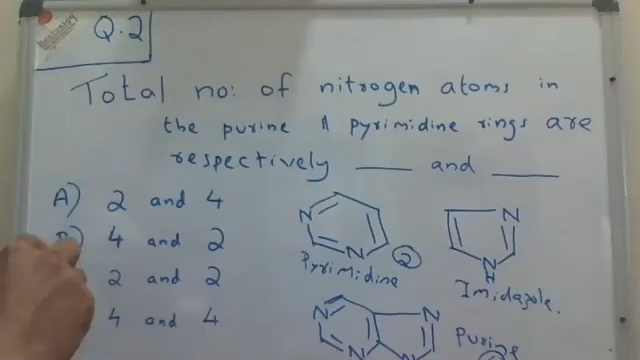 Q.2
Total no: of nitrogen atoms in
the purine & pyrimidine rings are
respectively ____ and ____
A) 2 and 4
B) 4 and 2
2 and 2
4 and 4
N
N
Pyrimidine 2
N
N
H
Imidazole.
N
N
N
Purine